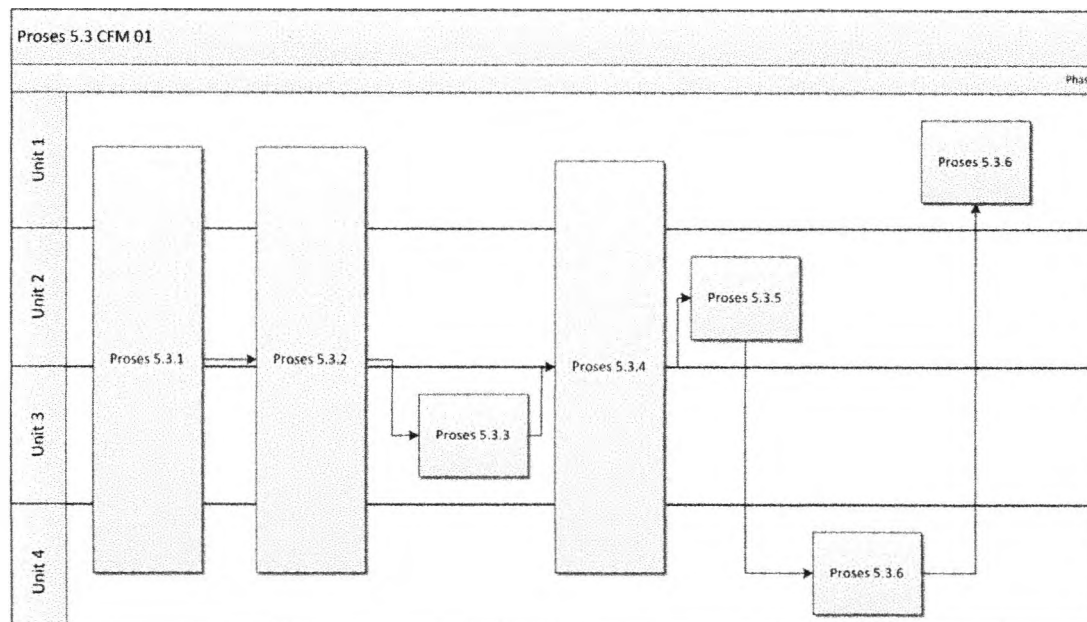 Proses 5.3 CFM 01
Phas
Unit 1
Proses 5.3.6
Unit 2
Proses 5.3.5
Proses 5.3.1
Proses 5.3.2
Proses 5.3.4
Unit 3
Proses 5.3.3
Unit 4
Proses 5.3.6